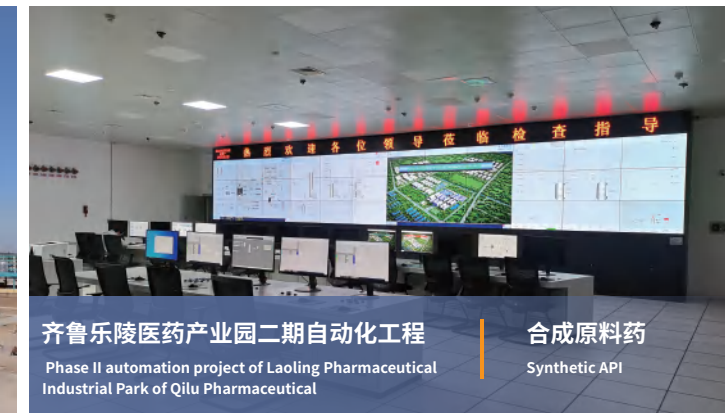 热烈欢迎各位领导莅临检查指导
齐鲁乐陵医药产业园二期自动化工程
Phase II automation project of Laoling Pharmaceutical
Industrial Park of Qilu Pharmaceutical
合成原料药
Synthetic API